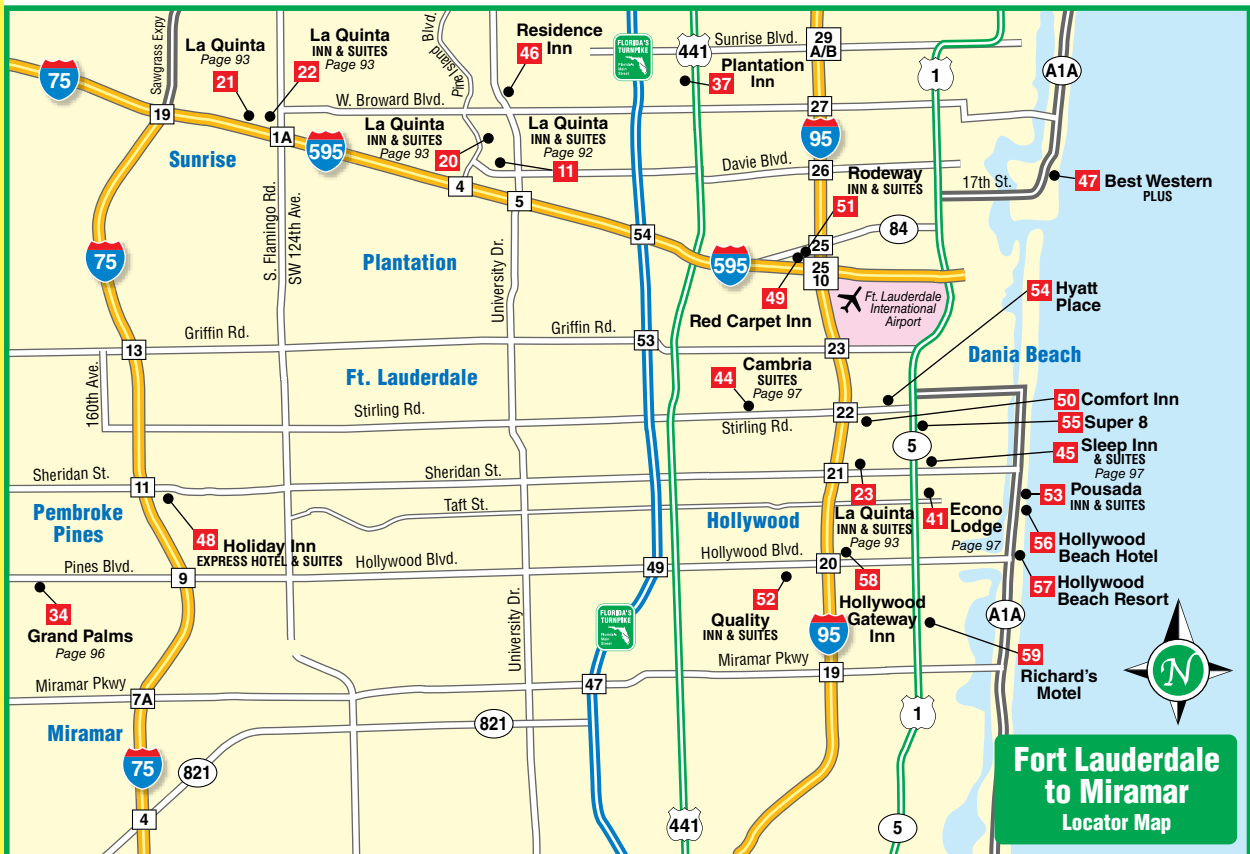 Sawgrass Expy
La Quinta
Page 93
21
La Quinta
INN & SUITES
Page 93
22
Pine Island
Blvd.
Residence
Inn
46
FLORIDA'S
TURNPIKE
441
Sunrise Blvd.
29
A/B
Plantation
Inn
37
1
A1A
75
W. Broward Blvd.
27
19
1A
595
La Quinta
INN & SUITES
Page 93
20
La Quinta
INN & SUITES
Page 92
11
95
Sunrise
Davie Blvd.
26
Rodeway
INN & SUITES
51
17th St.
47
Best Western
PLUS
4
5
S. Flamingo Rd.
SW 124th Ave.
54
84
25
75
Plantation
University Dr.
595
25
10
49
Red Carpet Inn
Ft. Lauderdale
International
Airport
54
Hyatt
Place
13
Griffin Rd.
Griffin Rd.
53
23
Dania Beach
160th Ave.
Ft. Lauderdale
44
Cambria
SUITES
Page 97
Stirling Rd.
Stirling Rd.
22
50
Comfort Inn
55
Super 8
5
45
Sleep Inn
& SUITES
Page 97
Sheridan St.
Sheridan St.
21
11
23
La Quinta
INN & SUITES
Page 93
41
Econo
Lodge
Page 97
53
Pousada
INN & SUITES
Pembroke
Pines
Taft St.
Hollywood
48
Holiday Inn
EXPRESS HOTEL & SUITES
56
Hollywood
Beach Hotel
Pines Blvd.
9
Hollywood Blvd.
49
Hollywood Blvd.
20
58
Hollywood
Gateway
Inn
57
Hollywood
Beach Resort
34
Grand Palms
Page 96
University Dr.
FLORIDA'S
TURNPIKE
52
Quality
INN & SUITES
95
A1A
59
Richard's
Motel
N
Miramar Pkwy
7A
47
Miramar Pkwy
19
Miramar
821
1
75
821
4
441
5
Fort Lauderdale
to Miramar
Locator Map